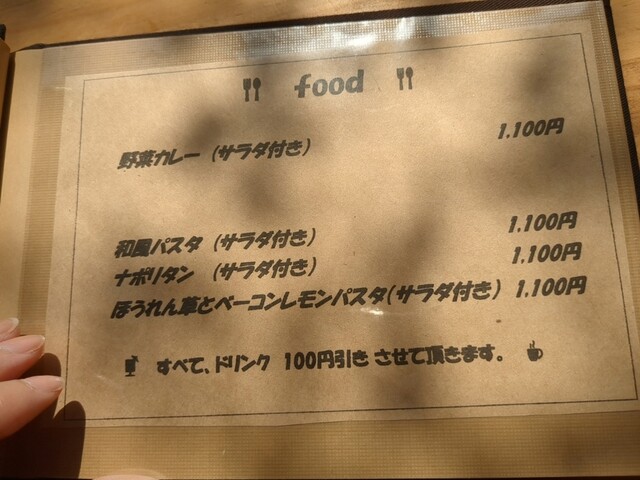 food
野菜カレー (サラダ付き) 1,100円
和風パスタ (サラダ付き) 1,100円
ナポリタン (サラダ付き) 1,100円
ほうれん草とベーコンレモンパスタ(サラダ付き) 1,100円
すべて、ドリンク 100円引き させて頂きます。